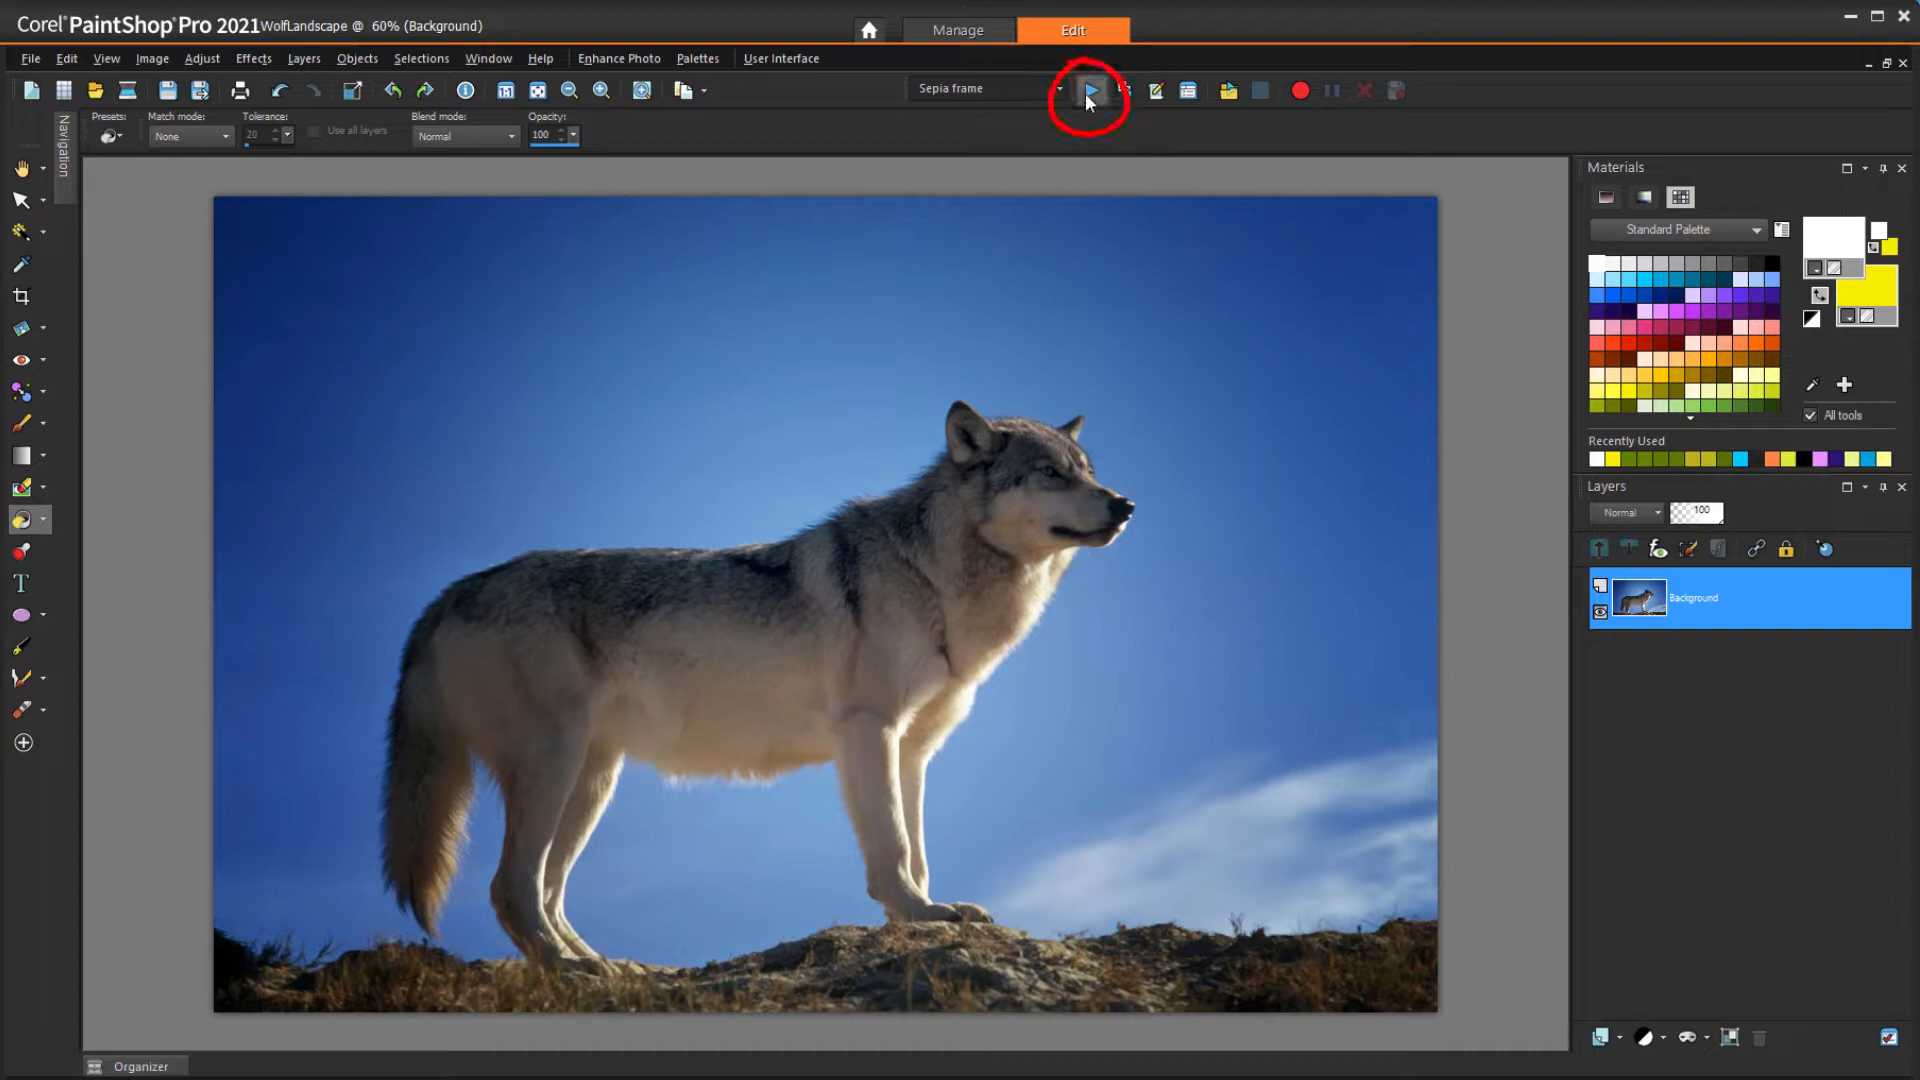 Corel® PaintShop® Pro 2021 WolfLandscape @ 60% (Background)
Manage
Edit
File Edit View Image Adjust Effects Layers Objects Selections Window Help Enhance Photo Palettes User Interface
Sepia frame
Presets: Match mode: Tolerance: Use all layers Blend mode: Opacity:
None 20 Normal 100
Navigation
Materials
Standard Palette
All tools
Recently Used
Layers
Normal 100
Background
Organizer